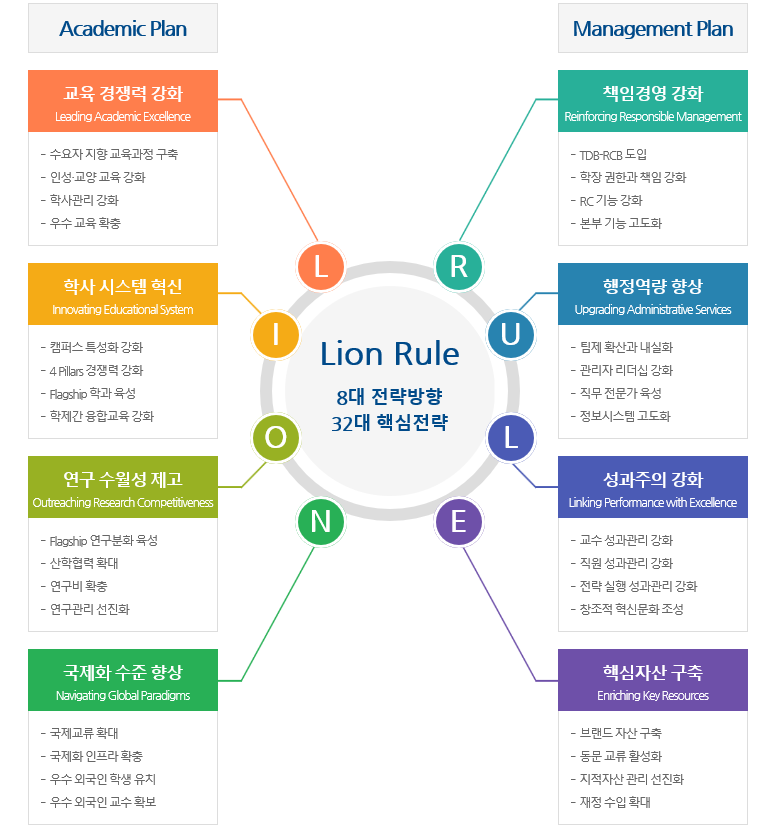 Academic Plan
교육 경쟁력 강화
Leading Academic Excellence
- 수요자 지향 교육과정 구축
- 인성·교양 교육 강화
- 학사관리 강화
- 우수 교육 확충
학사 시스템 혁신
Innovating Educational System
- 캠퍼스 특성화 강화
- 4 Pillars 경쟁력 강화
- Flagship 학과 육성
- 학제간 융합교육 강화
연구 수월성 제고
Outreaching Research Competitiveness
- Flagship 연구분화 육성
- 산학협력 확대
- 연구비 확충
- 연구관리 선진화
국제화 수준 향상
Navigating Global Paradigms
- 국제교류 확대
- 국제화 인프라 확충
- 우수 외국인 학생 유치
- 우수 외국인 교수 확보
L
I
O
N
Lion Rule
8대 전략방향
32대 핵심전략
R
U
L
E
Management Plan
책임경영 강화
Reinforcing Responsible Management
- TDB-RCB 도입
- 학장 권한과 책임 강화
- RC 기능 강화
- 본부 기능 고도화
행정역량 향상
Upgrading Administrative Services
- 팀제 확산과 내실화
- 관리자 리더십 강화
- 직무 전문가 육성
- 정보시스템 고도화
성과주의 강화
Linking Performance with Excellence
- 교수 성과관리 강화
- 직원 성과관리 강화
- 전략 실행 성과관리 강화
- 창조적 혁신문화 조성
핵심자산 구축
Enriching Key Resources
- 브랜드 자산 구축
- 동문 교류 활성화
- 지적자산 관리 선진화
- 재정 수입 확대